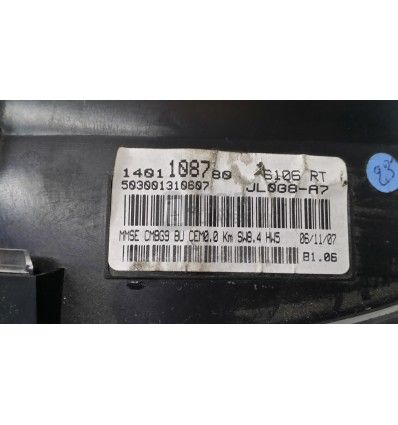 1401108780 S106 RT
503001310607 JL0G8-A7
MMSE CMBG9 BJ CEM0.0 Km SW8.4 HW5 06/11/07
B1.06